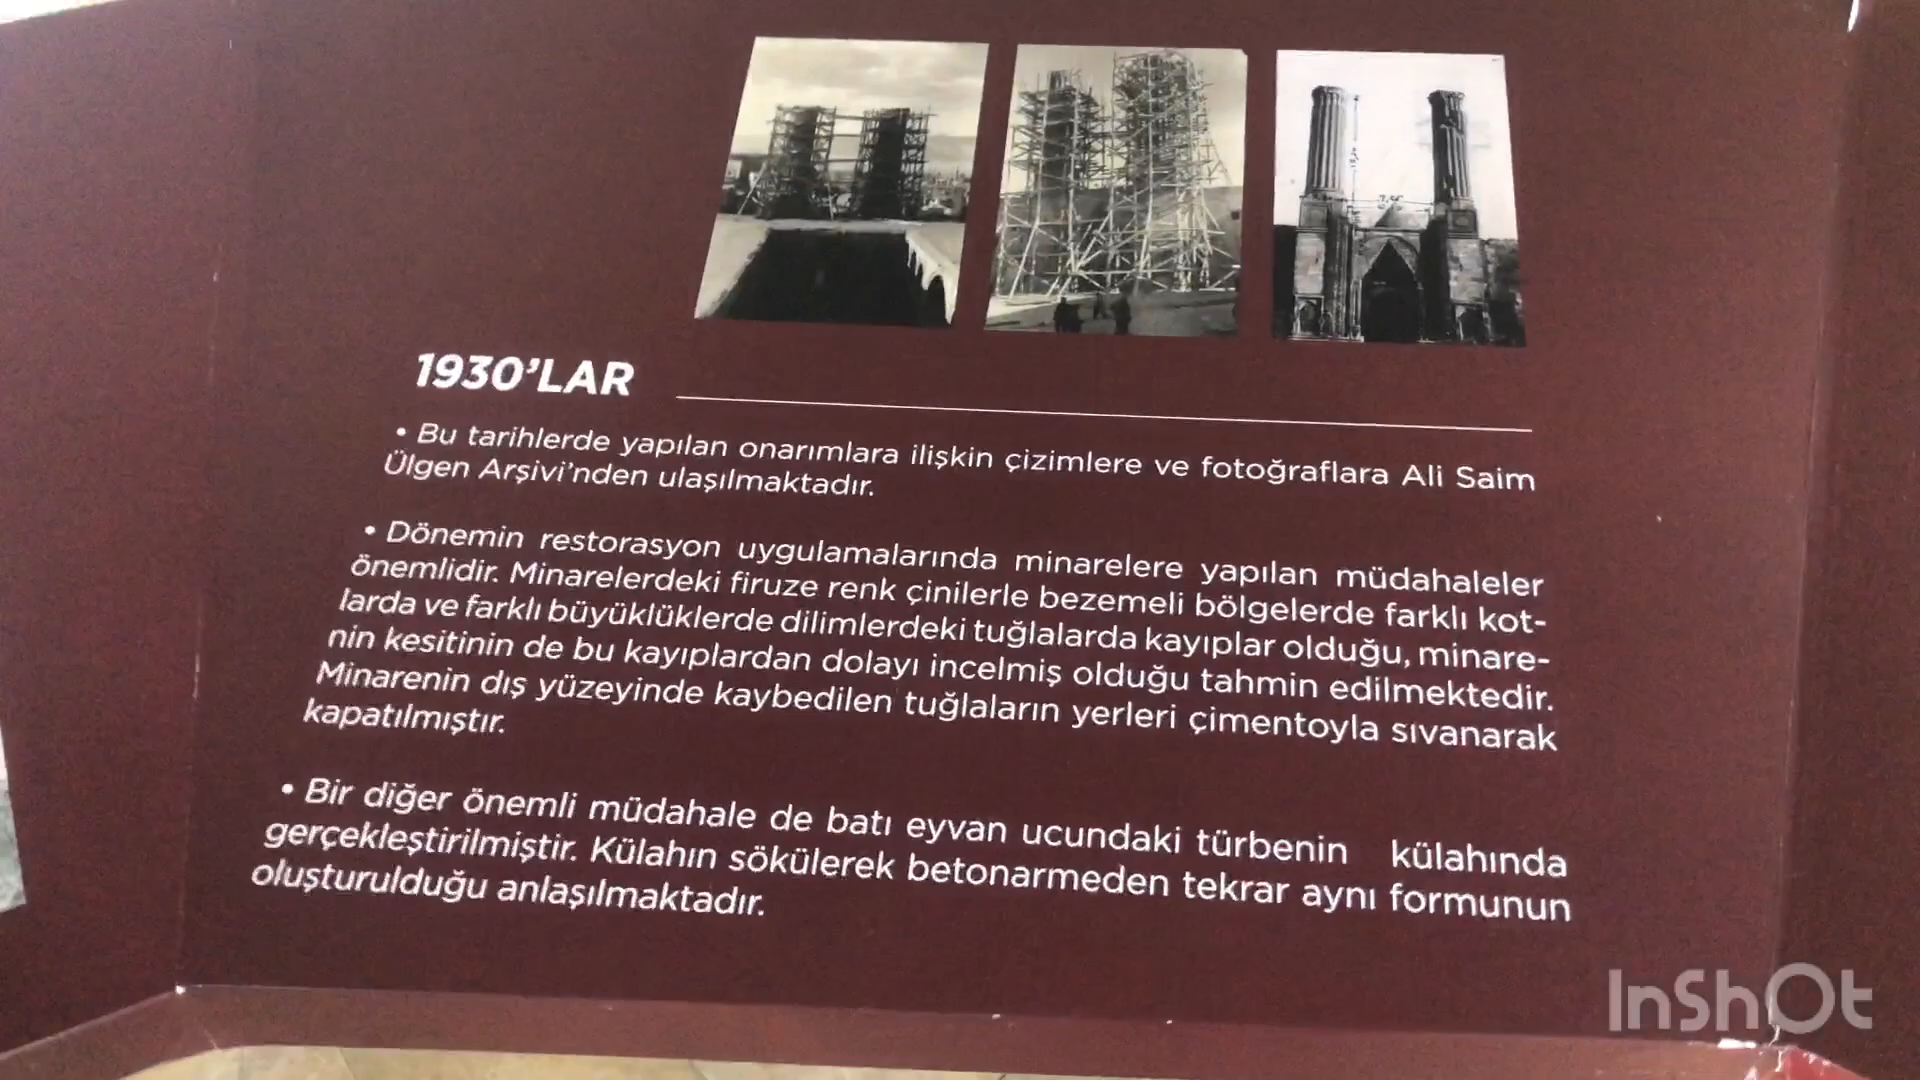 1930'LAR
• Bu tarihlerde yapılan onarımlara ilişkin çizimlere ve fotoğraflara Ali Saim
Ülgen Arşivi'nden ulaşılmaktadır.
• Dönemin restorasyon uygulamalarında minarelere yapılan müdahaleler
önemlidir. Minarelerdeki firuze renk çinilerle bezemeli bölgelerde farklı kot-
larda ve farklı büyüklüklerde dilimlerdeki tuğlalarda kayıplar olduğu, minare-
nin kesitinin de bu kayıplardan dolayı incelmiş olduğu tahmin edilmektedir.
Minarenin dış yüzeyinde kaybedilen tuğlaların yerleri çimentoyla sıvanarak
kapatılmıştır.
• Bir diğer önemli müdahale de batı eyvan ucundaki türbenin külahında
gerçekleştirilmiştir. Külahın sökülerek betonarmeden tekrar aynı formunun
oluşturulduğu anlaşılmaktadır.
InShOt